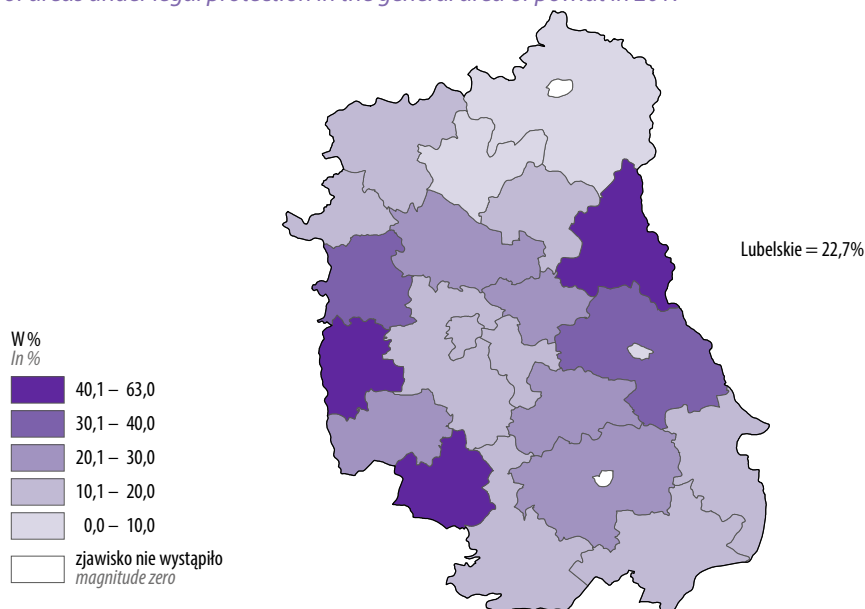 of areas under legal protection in the general area of powiat in 2017
Lubelskie = 22,7%
W %
In %
40,1 – 63,0
30,1 – 40,0
20,1 – 30,0
10,1 – 20,0
0,0 – 10,0
zjawisko nie wystąpiło
magnitude zero